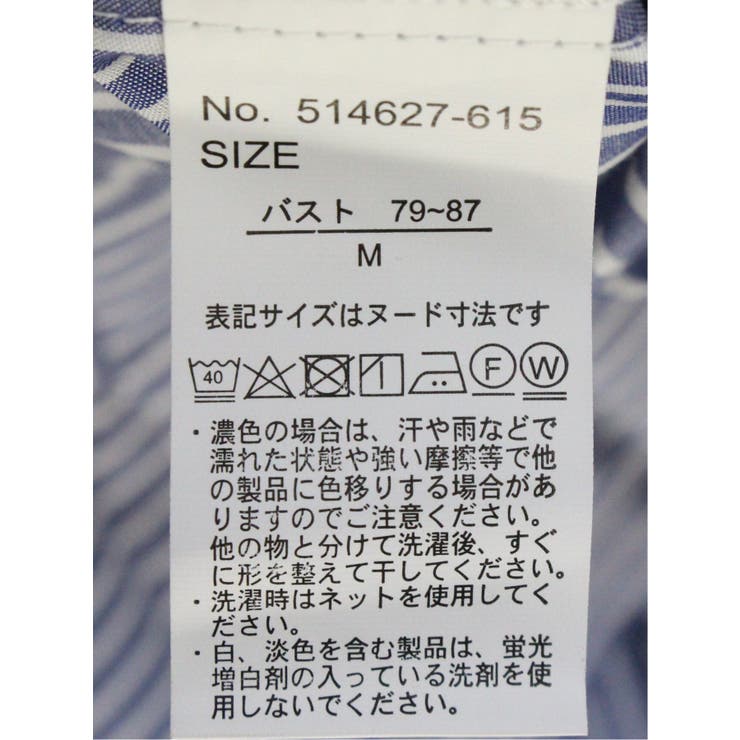 No. 514627-615
SIZE
バスト 79~87
M
表記サイズはヌード寸法です
40 F W
・濃色の場合は、汗や雨などで
濡れた状態や強い摩擦等で他
の製品に色移りする場合があ
りますのでご注意ください。
他の物と分けて洗濯後、すぐ
に形を整えて干してください。
・洗濯時はネットを使用してく
ださい。
・白、淡色を含む製品は、蛍光
増白剤の入っている洗剤を使
用しないでください。